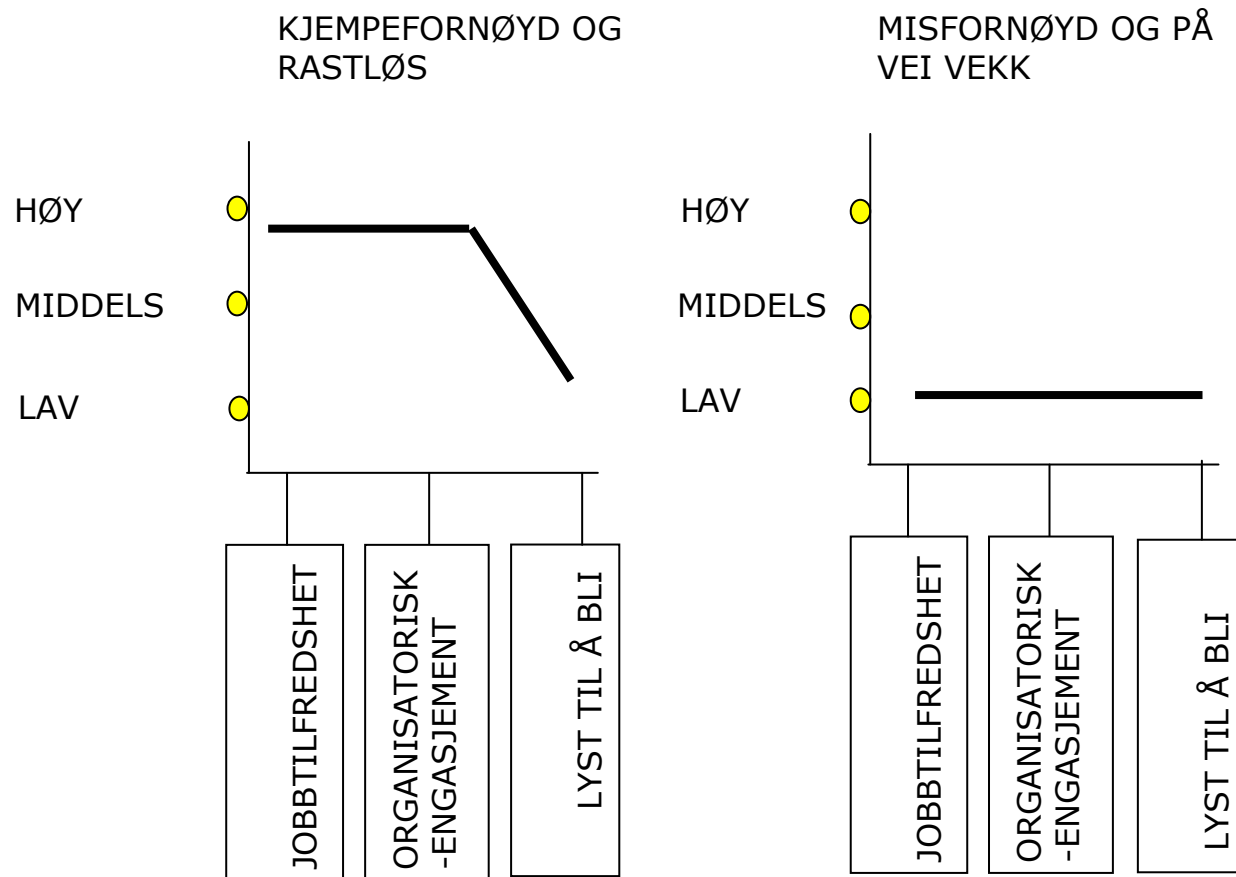 KJEMPEFORNØYD OG
RASTLØS
HØY
MIDDELS
LAV
JOBBTILFREDSHET
ORGANISATORISK
-ENGASJEMENT
LYST TIL Å BLI
MISFORNØYD OG PÅ
VEI VEKK
HØY
MIDDELS
LAV
JOBBTILFREDSHET
ORGANISATORISK
-ENGASJEMENT
LYST TIL Å BLI